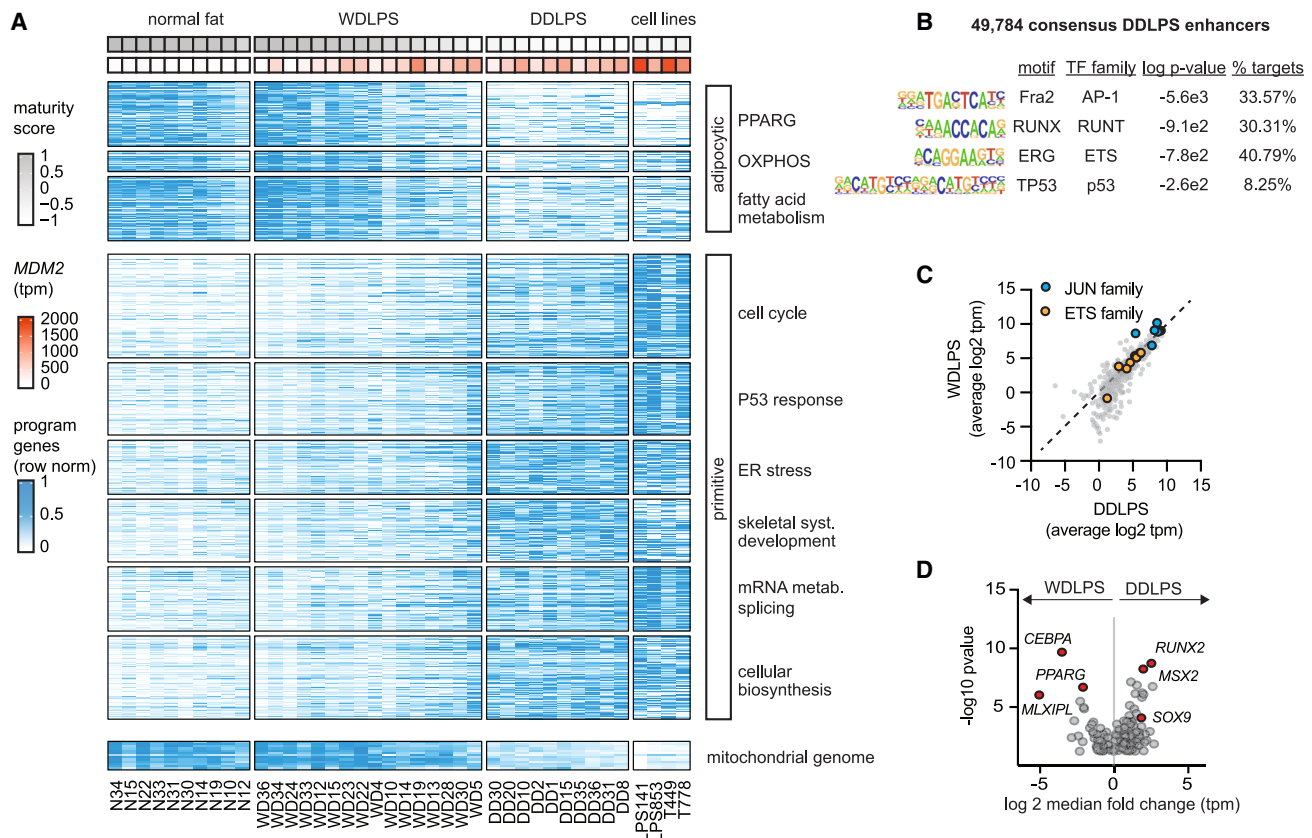 A
normal fat
WDLPS
DDLPS
cell lines
maturity
score
1
0.5
0
−0.5
−1
MDM2
(tpm)
2000
1500
1000
500
0
program
genes
(row norm)
1
0.5
0
adipocytic
PPARG
OXPHOS
fatty acid
metabolism
primitive
cell cycle
P53 response
ER stress
skeletal syst.
development
mRNA metab.
splicing
cellular
biosynthesis
mitochondrial genome
N34
N15
N22
N33
N31
N30
N14
N19
N10
N12
WD36
WD34
WD24
WD33
WD12
WD15
WD23
WD22
WD4
WD10
WD14
WD19
WD13
WD28
WD30
WD5
DD30
DD20
DD10
DD2
DD1
DD15
DD35
DD36
DD31
DD8
LPS141
LPS853
T449
T778
B
49,784 consensus DDLPS enhancers
motif TF family log p-value % targets
TGACTCA Fra2 AP-1 -5.6e3 33.57%
AACCACA RUNX RUNT -9.1e2 30.31%
ACAGGAAGTG ERG ETS -7.8e2 40.79%
TP53 p53 -2.6e2 8.25%
C
JUN family
ETS family
15
10
5
0
-5
-10
WDLPS
(average log2 tpm)
-10 -5 0 5 10 15
DDLPS
(average log2 tpm)
D
WDLPS DDLPS
15
10
5
-log10 pvalue
CEBPA
PPARG
MLXIPL
RUNX2
MSX2
SOX9
-5 0 5
log 2 median fold change (tpm)